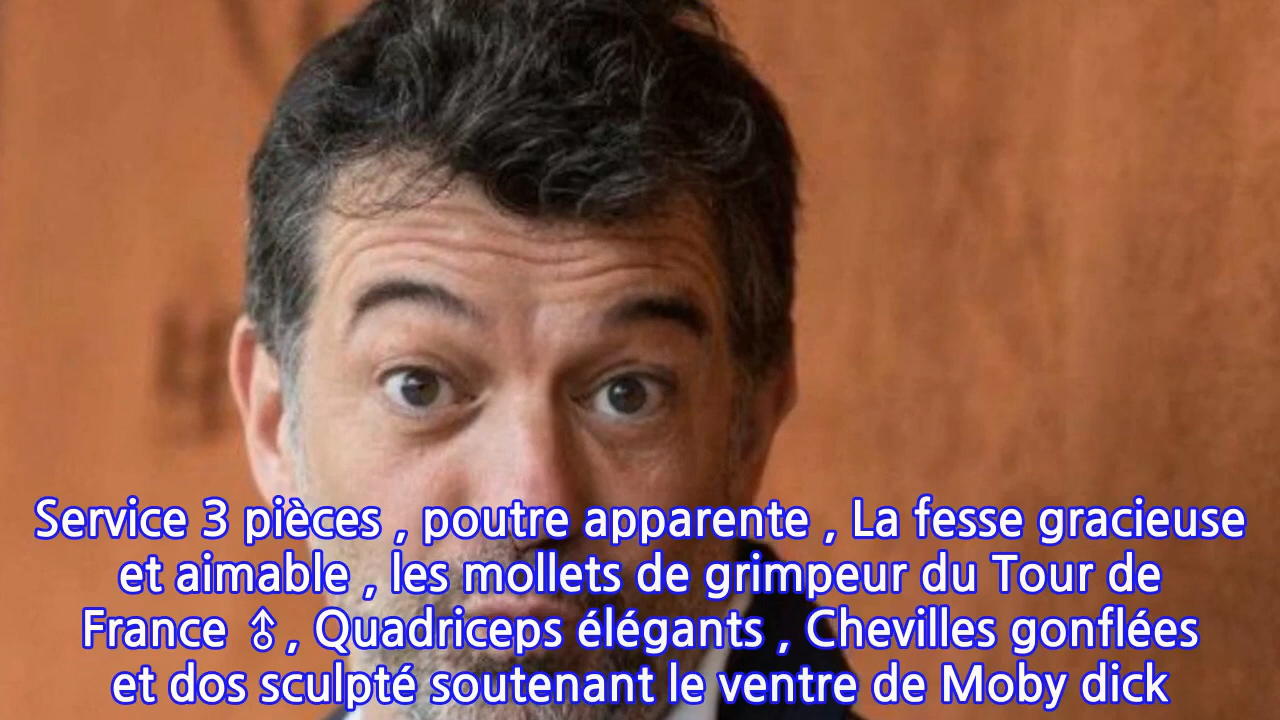 Service 3 pièces , poutre apparente , La fesse gracieuse
et aimable , les mollets de grimpeur du Tour de
France ⚨, Quadriceps élégants , Chevilles gonflées
et dos sculpté soutenant le ventre de Moby dick